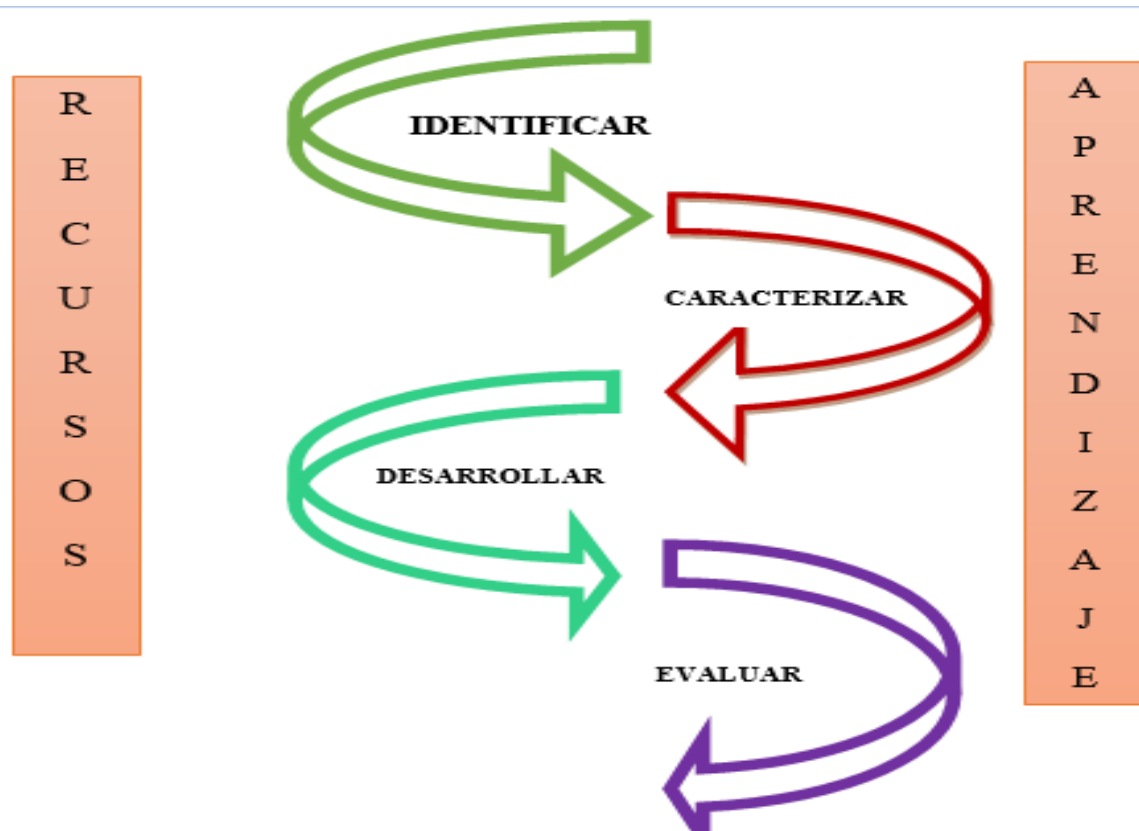 RECURSOS
IDENTIFICAR
CARACTERIZAR
DESARROLLAR
EVALUAR
APRENDIZAJE